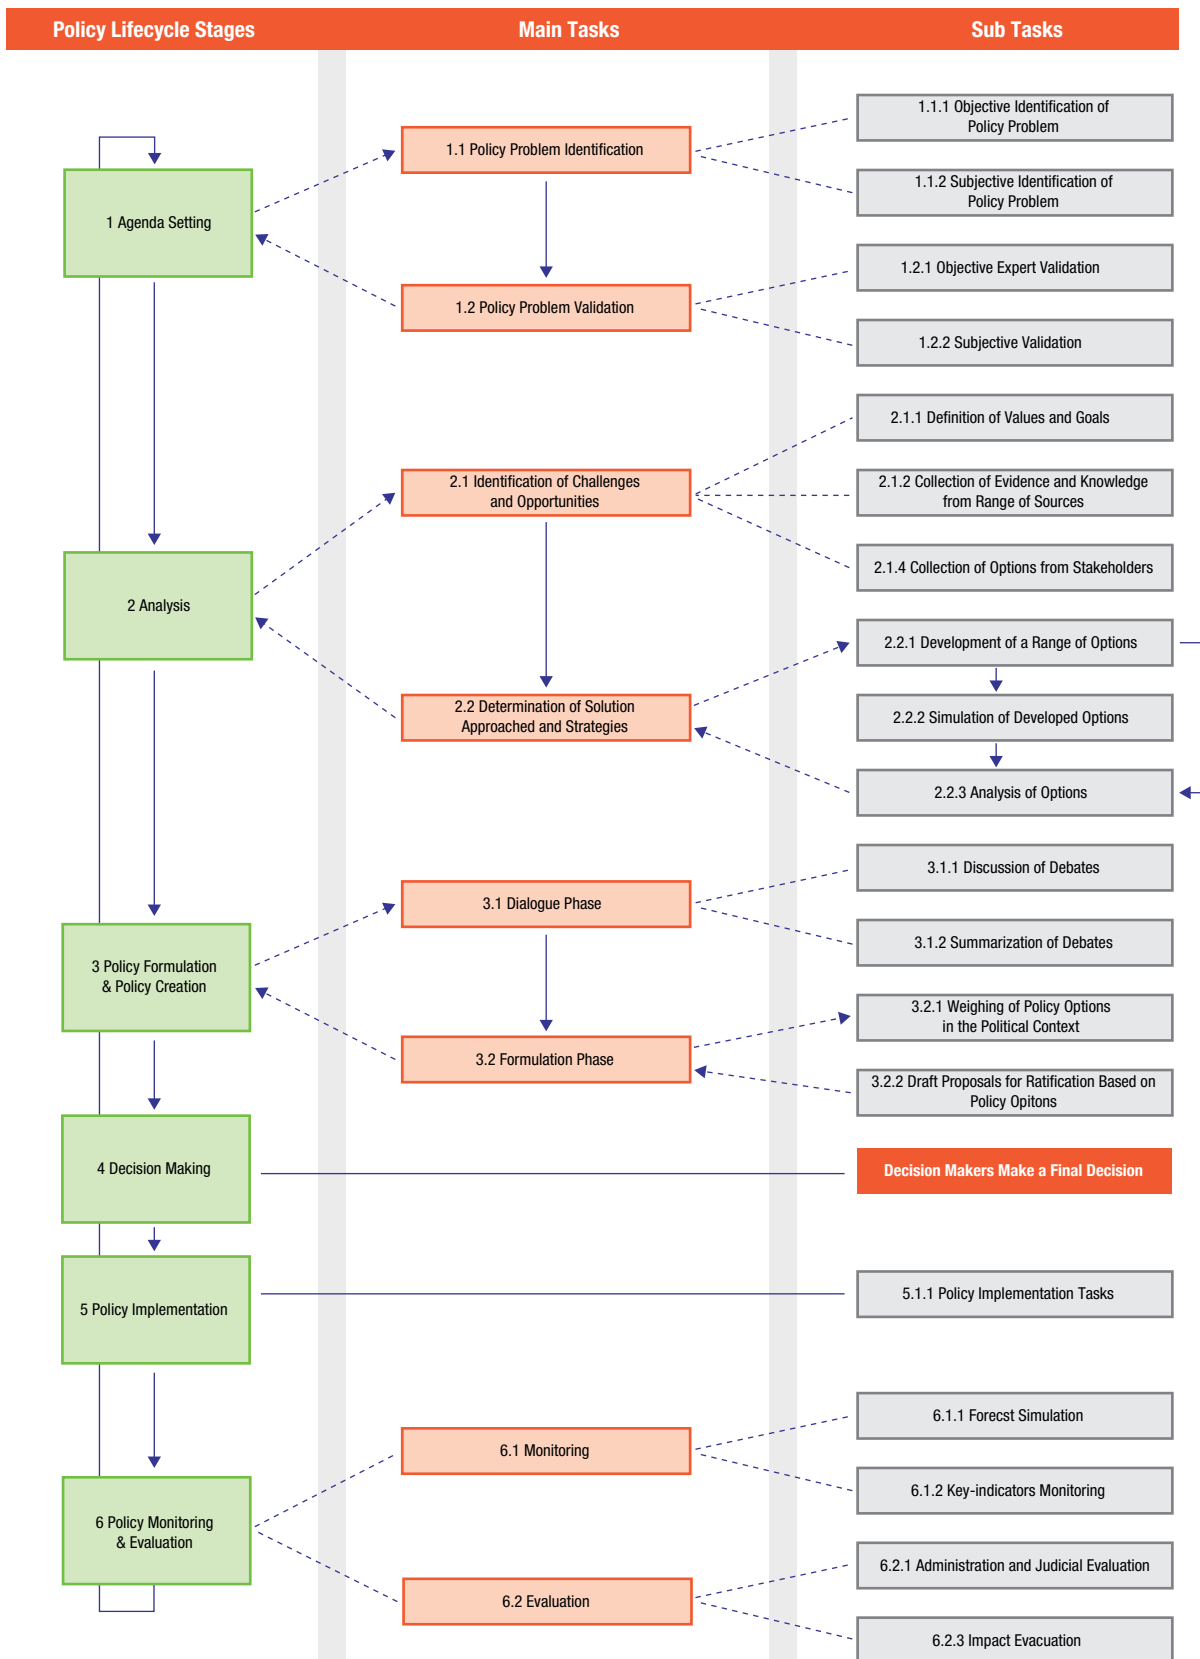 Policy Lifecycle Stages
Main Tasks
Sub Tasks
1 Agenda Setting
1.1 Policy Problem Identification
1.1.1 Objective Identification of
Policy Problem
1.1.2 Subjective Identification of
Policy Problem
1.2 Policy Problem Validation
1.2.1 Objective Expert Validation
1.2.2 Subjective Validation
2 Analysis
2.1 Identification of Challenges
and Opportunities
2.1.1 Definition of Values and Goals
2.1.2 Collection of Evidence and Knowledge
from Range of Sources
2.1.4 Collection of Options from Stakeholders
2.2 Determination of Solution
Approached and Strategies
2.2.1 Development of a Range of Options
2.2.2 Simulation of Developed Options
2.2.3 Analysis of Options
3 Policy Formulation
& Policy Creation
3.1 Dialogue Phase
3.1.1 Discussion of Debates
3.1.2 Summarization of Debates
3.2 Formulation Phase
3.2.1 Weighing of Policy Options
in the Political Context
3.2.2 Draft Proposals for Ratification Based on
Policy Opitons
4 Decision Making
Decision Makers Make a Final Decision
5 Policy Implementation
5.1.1 Policy Implementation Tasks
6 Policy Monitoring
& Evaluation
6.1 Monitoring
6.1.1 Forecst Simulation
6.1.2 Key-indicators Monitoring
6.2 Evaluation
6.2.1 Administration and Judicial Evaluation
6.2.3 Impact Evacuation